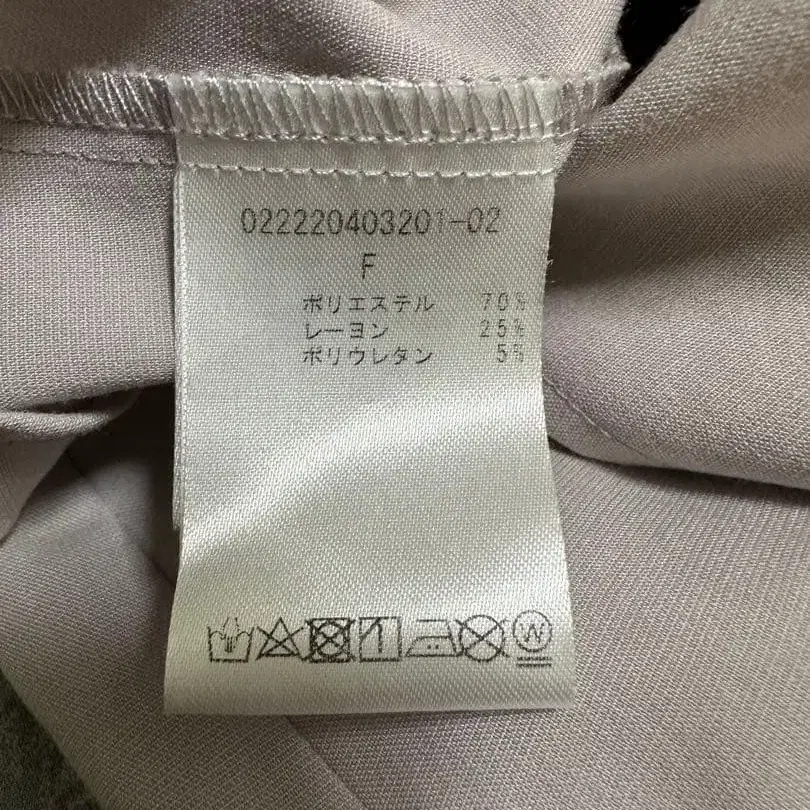 022220403201-02
F
ポリエステル 70%
レーヨン 25%
ポリウレタン 5%
W